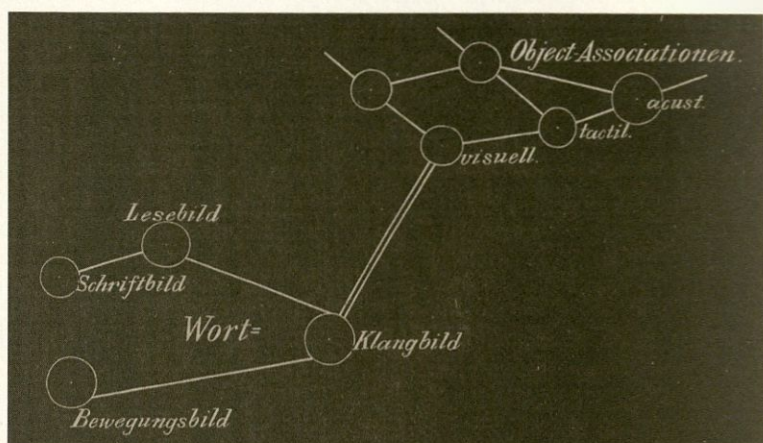 Object-Associationen.
acust.
tactil.
visuell.
Lesebild
Schriftbild
Wort=
Klangbild
Bewegungsbild